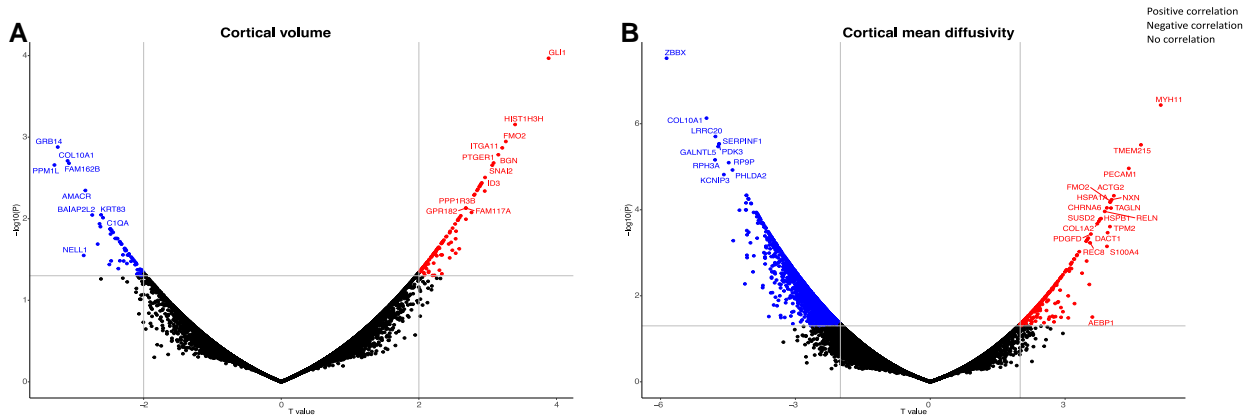 Positive correlation
Negative correlation
No correlation
A
Cortical volume
4
3
2
1
0
−log10(P)
−2
0
2
4
T value
GLI1
HIST1H3H
FMO2
ITGA11
PTGER1
BGN
SNAI2
ID3
PPP1R3B
GPR182
FAM117A
GRB14
COL10A1
PPM1L
FAM162B
AMACR
BAIAP2L2
KRT83
C1QA
NELL1
B
Cortical mean diffusivity
6
4
2
0
−log10(P)
−6
−3
0
3
T value
ZBBX
COL10A1
LRRC20
SERPINF1
GALNTL5
PDK3
RPH3A
RP9P
KCNIP3
PHLDA2
MYH11
TMEM215
PECAM1
FMO2
ACTG2
HSPA1A
NXN
CHRNA6
TAGLN
SUSD2
HSPB1
RELN
COL1A2
TPM2
PDGFD
DACT1
REC8
S100A4
AEBP1